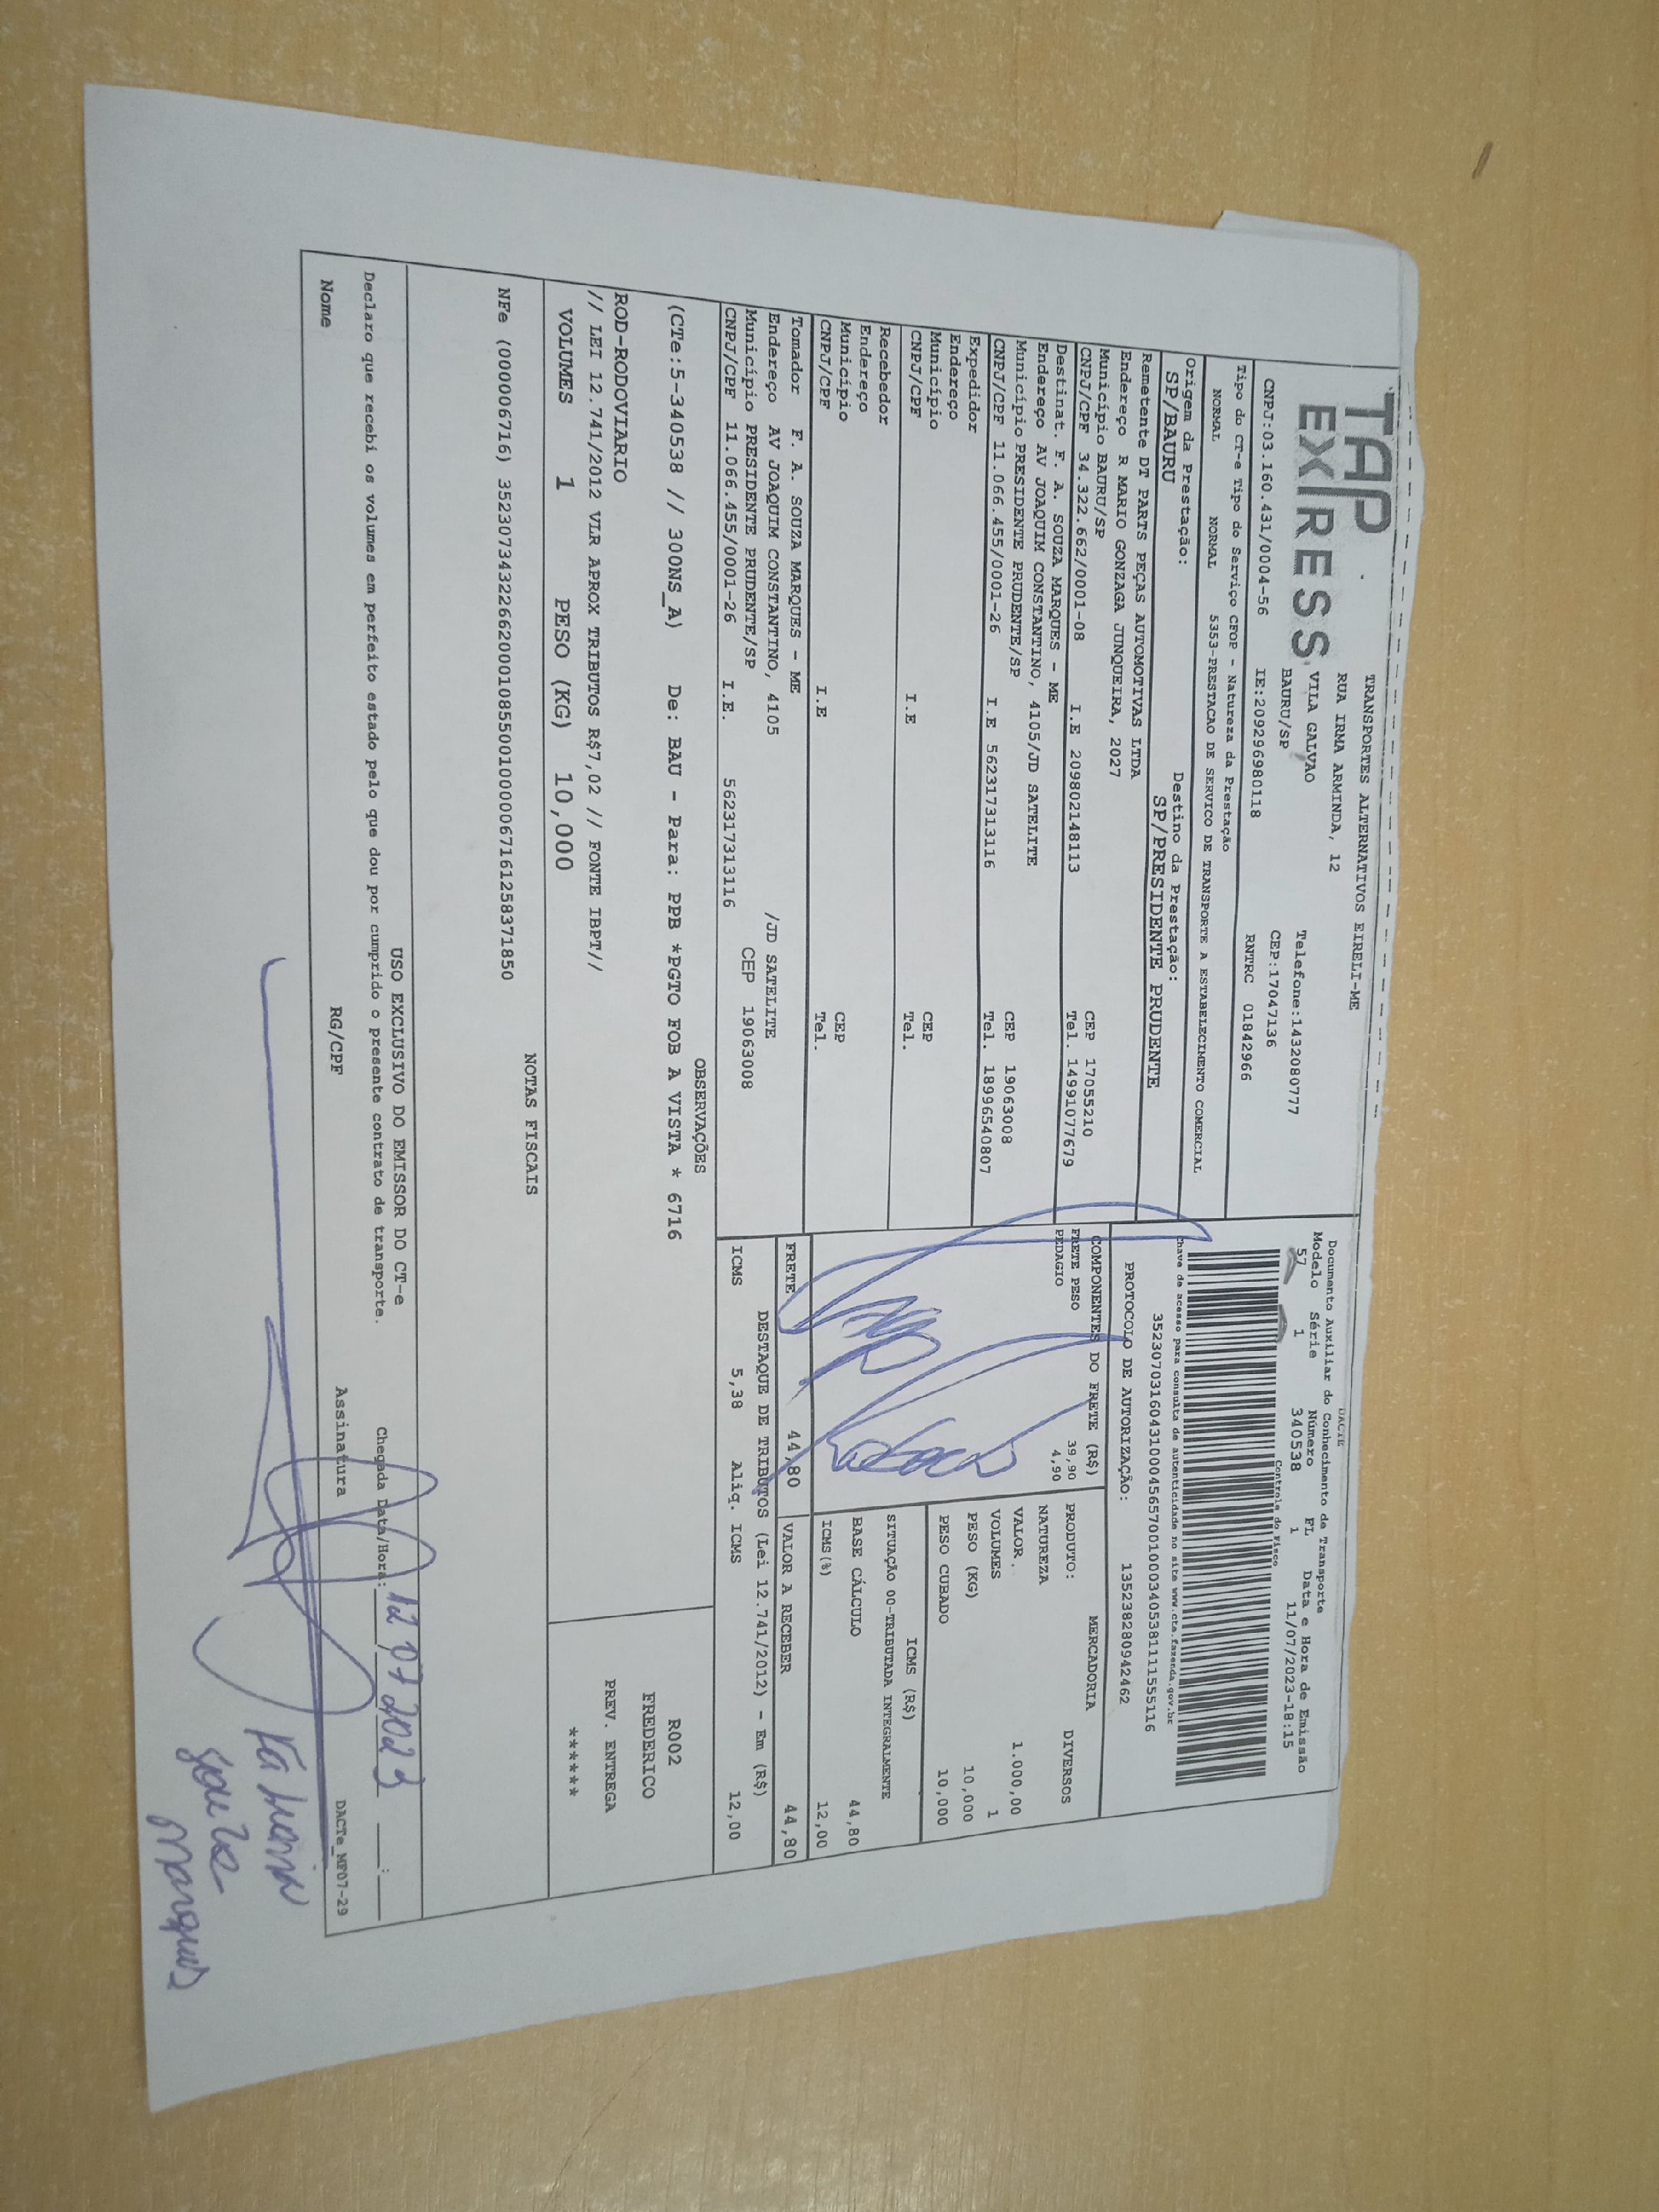 TAP
EXPRESS
TRANSPORTES ALTERNATIVOS EIRELI-ME
RUA IRMA ARMINDA, 12
VILA GALVAO
BAURU/SP
Telefone:1432080777
CEP:17047136
CNPJ:03.160.431/0004-56 IE:209296980118 RNTRC 01842966
DACTE
Documento Auxiliar do Conhecimento de Transporte
Modelo Série Número FL Data e Hora de Emissão
57 1 340538 1 11/07/2023-18:15
Controle do Fisco
Chave de acesso para consulta de autenticidade no site www.cte.fazenda.gov.br
35230703160431000456570010003405381111555116
PROTOCOLO DE AUTORIZAÇÃO: 135238280942462
Tipo do CT-e Tipo do Serviço CFOP - Natureza da Prestação
NORMAL NORMAL 5353-PRESTACAO DE SERVICO DE TRANSPORTE A ESTABELECIMENTO COMERCIAL
Origem da Prestação: Destino da Prestação:
SP/BAURU SP/PRESIDENTE PRUDENTE
Remetente DT PARTS PEÇAS AUTOMOTIVAS LTDA
Endereço R MARIO GONZAGA JUNQUEIRA, 2027
Município BAURU/SP CEP 17055210
CNPJ/CPF 34.322.662/0001-08 I.E 209802148113 Tel. 14991077679
Destinat. F. A. SOUZA MARQUES - ME
Endereço AV JOAQUIM CONSTANTINO, 4105/JD SATELITE
Município PRESIDENTE PRUDENTE/SP CEP 19063008
CNPJ/CPF 11.066.455/0001-26 I.E 562317313116 Tel. 18996540807
Expedidor
Endereço
Município CEP
CNPJ/CPF I.E Tel.
Recebedor
Endereço
Município CEP
CNPJ/CPF I.E Tel.
Tomador F. A. SOUZA MARQUES - ME
Endereço AV JOAQUIM CONSTANTINO, 4105 /JD SATELITE
Município PRESIDENTE PRUDENTE/SP CEP 19063008
CNPJ/CPF 11.066.455/0001-26 I.E. 562317313116
COMPONENTES DO FRETE (R$)
FRETE PESO 39,90
PEDAGIO 4,90
MERCADORIA
PRODUTO: DIVERSOS
NATUREZA
VALOR. 1.000,00
VOLUMES 1
PESO (KG) 10,000
PESO CUBADO 10,000
ICMS (R$)
SITUAÇÃO 00-TRIBUTADA INTEGRALMENTE
BASE CÁLCULO 44,80
ICMS(%) 12,00
FRETE 44,80 VALOR A RECEBER 44,80
DESTAQUE DE TRIBUTOS (Lei 12.741/2012) - Em (R$)
ICMS 5,38 Aliq. ICMS 12,00
OBSERVAÇÕES
(CTe:5-340538 // 300NS_A) De: BAU - Para: PPB *PGTO FOB A VISTA * 6716
ROD-RODOVIARIO
// LEI 12.741/2012 VLR APROX TRIBUTOS R$7,02 // FONTE IBPT//
R002
FREDERICO
PREV. ENTREGA
******
VOLUMES 1 PESO (KG) 10,000
NOTAS FISCAIS
NFe (000006716) 35230734322662000108550010000067161258371850
USO EXCLUSIVO DO EMISSOR DO CT-e
Declaro que recebi os volumes em perfeito estado pelo que dou por cumprido o presente contrato de transporte. Chegada Data/Hora: 12 07 2023 __:__
Nome RG/CPF Assinatura DACTe_MF07-29
Souza
Marques